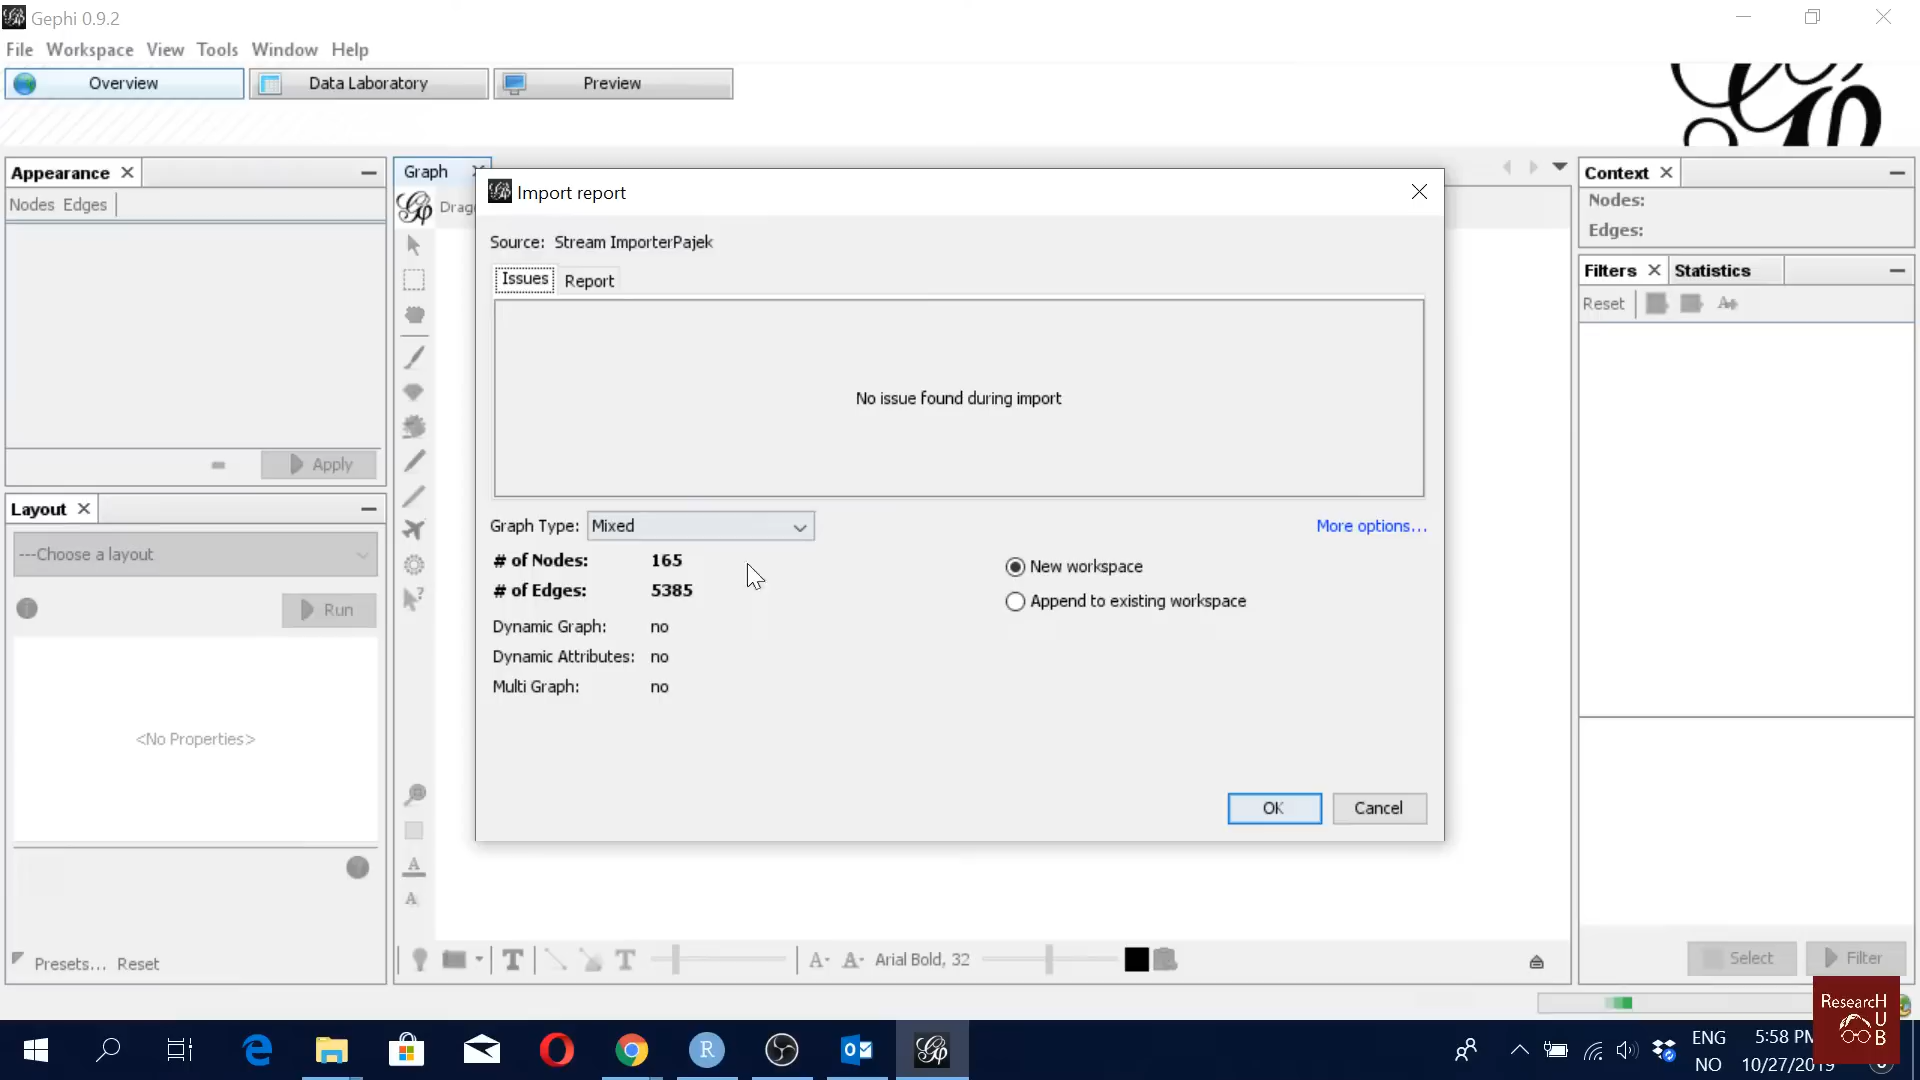 Gephi 0.9.2
File Workspace View Tools Window Help
Overview
Data Laboratory
Preview
Appearance
Nodes Edges
Apply
Layout
---Choose a layout
Run
<No Properties>
Presets... Reset
Graph
Drag
Import report
Source: Stream ImporterPajek
Issues
Report
No issue found during import
Graph Type: Mixed
More options...
# of Nodes: 165
# of Edges: 5385
Dynamic Graph: no
Dynamic Attributes: no
Multi Graph: no
New workspace
Append to existing workspace
OK
Cancel
Arial Bold, 32
Context
Nodes:
Edges:
Filters
Statistics
Reset
Select
Filter
ResearcH
U
B
ENG
NO
5:58 PM
10/27/2019